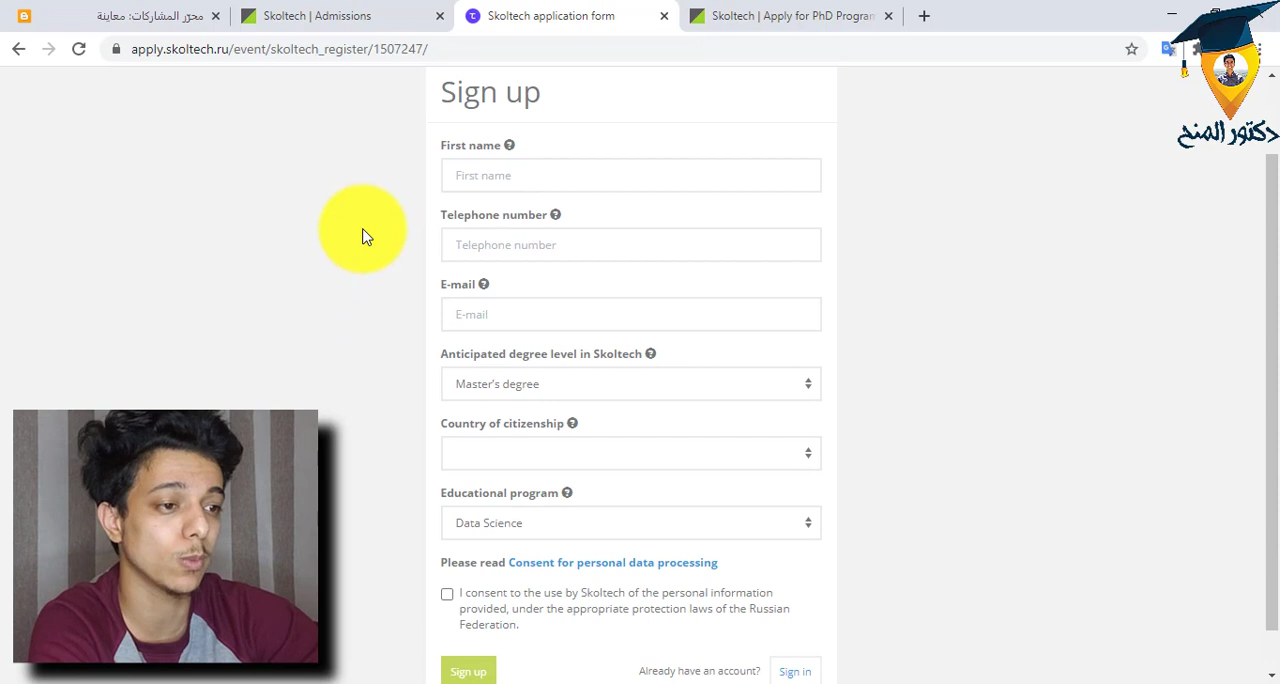 محرّر المشاركات: معاينة
Skoltech | Admissions
Skoltech application form
Skoltech | Apply for PhD Program
apply.skoltech.ru/event/skoltech_register/1507247/
دكتور المنح
Sign up
First name
First name
Telephone number
Telephone number
E-mail
E-mail
Anticipated degree level in Skoltech
Master's degree
Country of citizenship
Educational program
Data Science
Please read Consent for personal data processing
I consent to the use by Skoltech of the personal information
provided, under the appropriate protection laws of the Russian
Federation.
Sign up
Already have an account?
Sign in